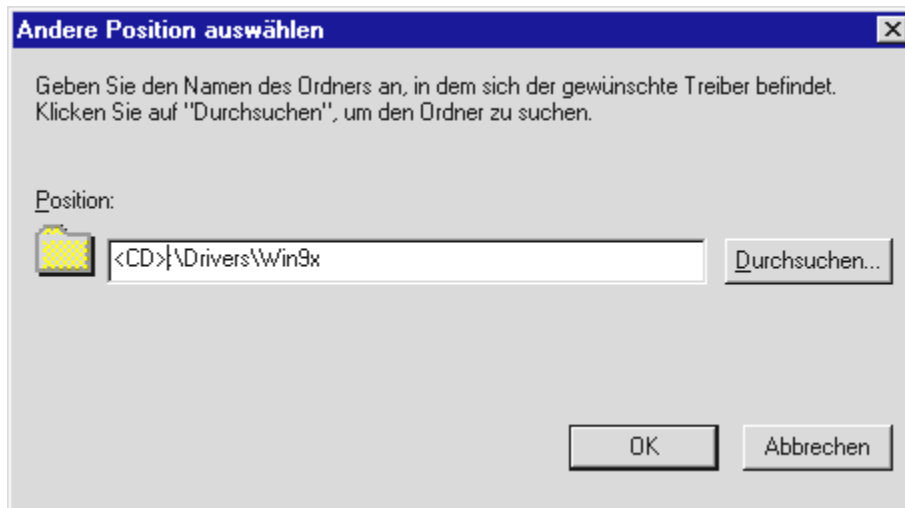 Andere Position auswählen
Geben Sie den Namen des Ordners an, in dem sich der gewünschte Treiber befindet.
Klicken Sie auf "Durchsuchen", um den Ordner zu suchen.
Position:
<CD>:\Drivers\Win9x
Durchsuchen...
OK
Abbrechen